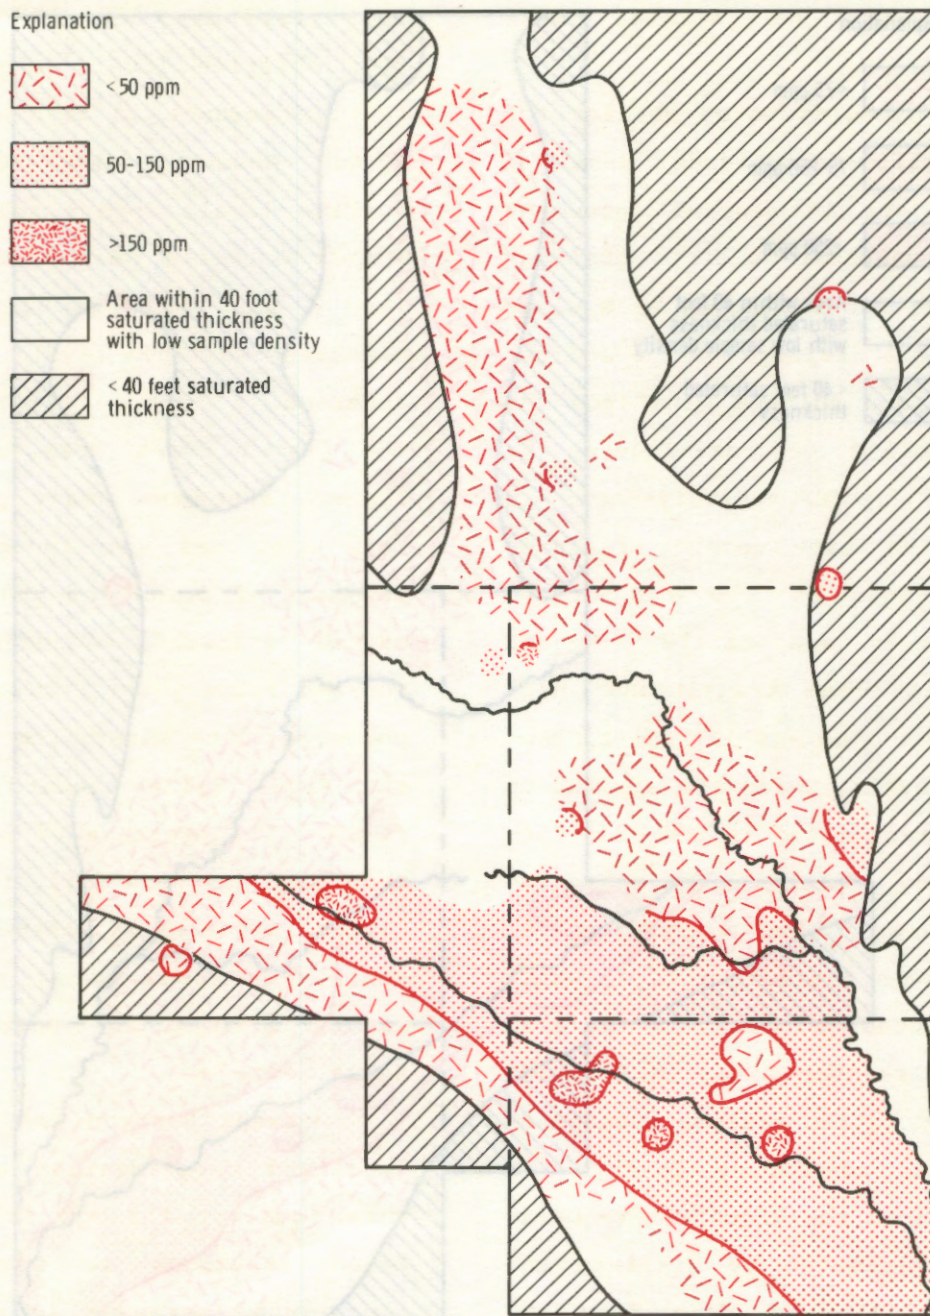 Explanation
<50 ppm
50-150 ppm
>150 ppm
Area within 40 foot
saturated thickness
with low sample density
< 40 feet saturated
thickness